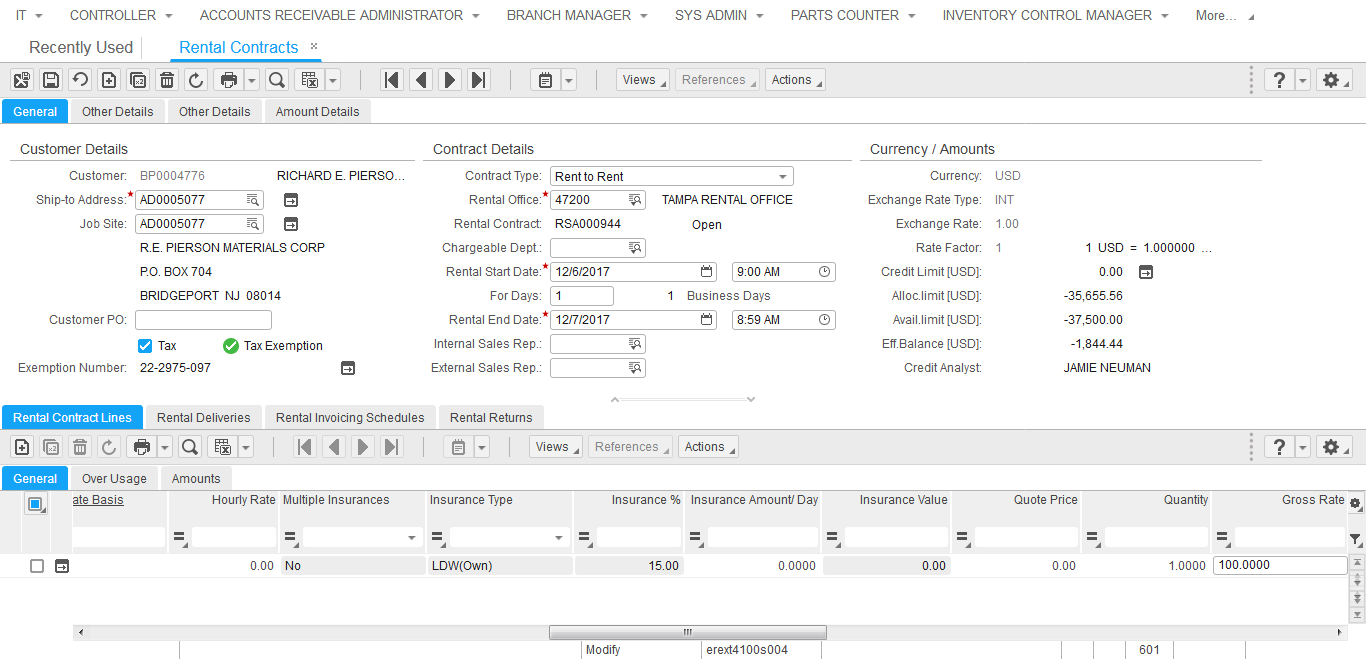 IT CONTROLLER ACCOUNTS RECEIVABLE ADMINISTRATOR BRANCH MANAGER SYS ADMIN PARTS COUNTER INVENTORY CONTROL MANAGER More...
Recently Used Rental Contracts ×
Views References Actions ?
General Other Details Other Details Amount Details
Customer Details Contract Details Currency / Amounts
Customer: BP0004776 RICHARD E. PIERSO... Contract Type: Rent to Rent Currency: USD
Ship-to Address:* AD0005077 Rental Office:* 47200 TAMPA RENTAL OFFICE Exchange Rate Type: INT
Job Site: AD0005077 Rental Contract: RSA000944 Open Exchange Rate: 1.00
R.E. PIERSON MATERIALS CORP Chargeable Dept.: Rate Factor: 1 1 USD = 1.000000 ...
P.O. BOX 704 Rental Start Date:* 12/6/2017 9:00 AM Credit Limit [USD]: 0.00
BRIDGEPORT NJ 08014 For Days: 1 1 Business Days Alloc.limit [USD]: -35,655.56
Customer PO: Rental End Date:* 12/7/2017 8:59 AM Avail.limit [USD]: -37,500.00
Tax Tax Exemption Internal Sales Rep.: Eff.Balance [USD]: -1,844.44
Exemption Number: 22-2975-097 External Sales Rep.: Credit Analyst: JAMIE NEUMAN
Rental Contract Lines Rental Deliveries Rental Invoicing Schedules Rental Returns
Views References Actions ?
General Over Usage Amounts
ate Basis Hourly Rate Multiple Insurances Insurance Type Insurance % Insurance Amount/ Day Insurance Value Quote Price Quantity Gross Rate
0.00 No LDW(Own) 15.00 0.0000 0.00 0.00 1.0000 100.0000
Modify erext4100s004 601